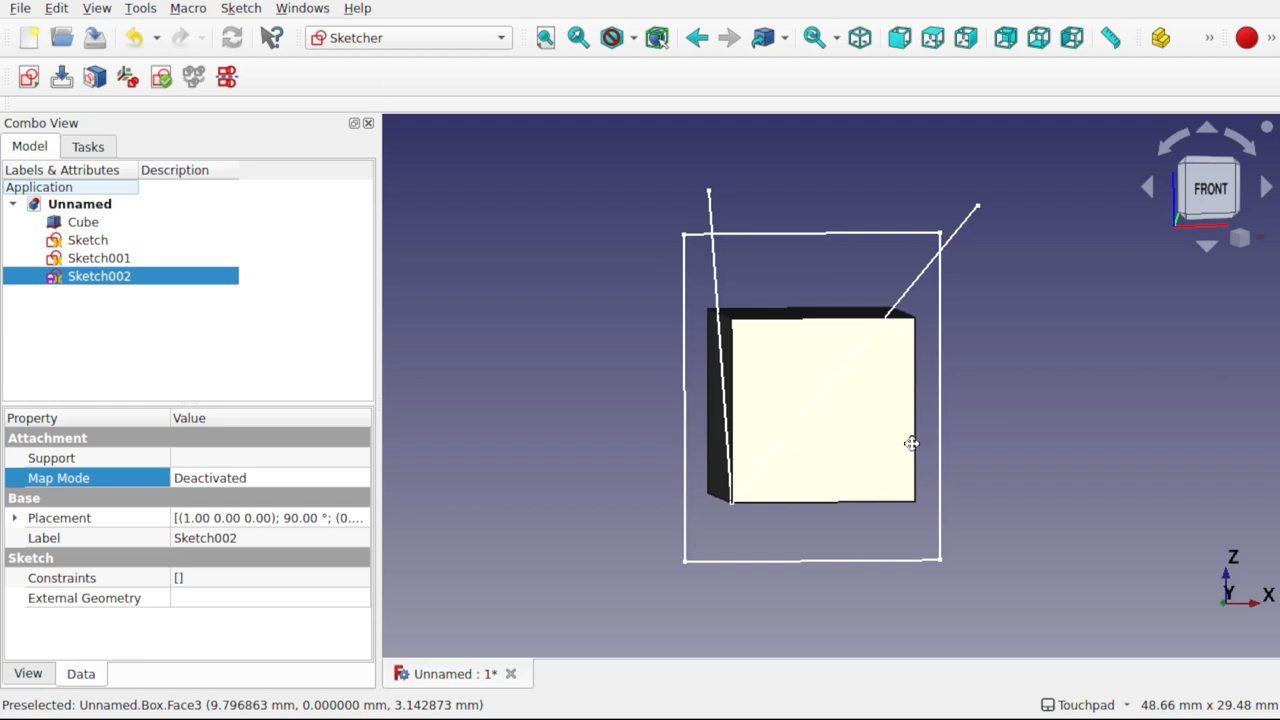 File Edit View Tools Macro Sketch Windows Help
Sketcher
Combo View
Model Tasks
Labels & Attributes Description
Application
Unnamed
Cube
Sketch
Sketch001
Sketch002
Property Value
Attachment
Support
Map Mode Deactivated
Base
Placement [(1.00 0.00 0.00); 90.00 °; (0....
Label Sketch002
Sketch
Constraints []
External Geometry
View Data
FRONT
Z
Y X
Unnamed : 1*
Preselected: Unnamed.Box.Face3 (9.796863 mm, 0.000000 mm, 3.142873 mm) Touchpad 48.66 mm x 29.48 mm